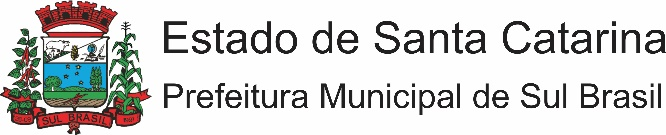 Estado de Santa Catarina
Prefeitura Municipal de Sul Brasil
SUL BRASIL